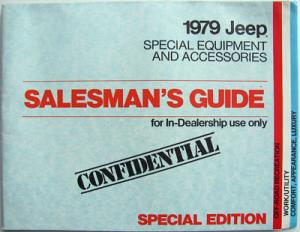 1979 Jeep
SPECIAL EQUIPMENT
AND ACCESSORIES
SALESMAN'S GUIDE
for In-Dealership use only
CONFIDENTIAL
SPECIAL EDITION
OFF-ROAD RECREATION
WORK/UTILITY
COMFORT, APPEARANCE, LUXURY